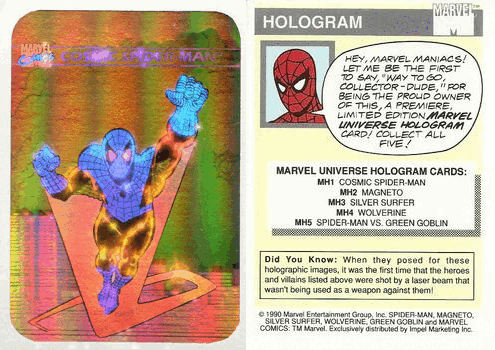 MARVEL
Comics
COSMIC SPIDER-MAN™
HOLOGRAM
MARVEL™
M
HEY, MARVEL MANIACS!
LET ME BE THE FIRST
TO SAY, "WAY TO GO,
COLLECTOR-DUDE," FOR
BEING THE PROUD OWNER
OF THIS, A PREMIERE,
LIMITED EDITION MARVEL
UNIVERSE HOLOGRAM
CARD! COLLECT ALL
FIVE!
MARVEL UNIVERSE HOLOGRAM CARDS:
MH1 COSMIC SPIDER-MAN
MH2 MAGNETO
MH3 SILVER SURFER
MH4 WOLVERINE
MH5 SPIDER-MAN VS. GREEN GOBLIN
Did You Know: When they posed for these
holographic images, it was the first time that the heroes
and villains listed above were shot by a laser beam that
wasn't being used as a weapon against them!
© 1990 Marvel Entertainment Group, Inc. SPIDER-MAN, MAGNETO,
SILVER SURFER, WOLVERINE, GREEN GOBLIN and MARVEL
COMICS: TM Marvel. Exclusively distributed by Impel Marketing Inc.